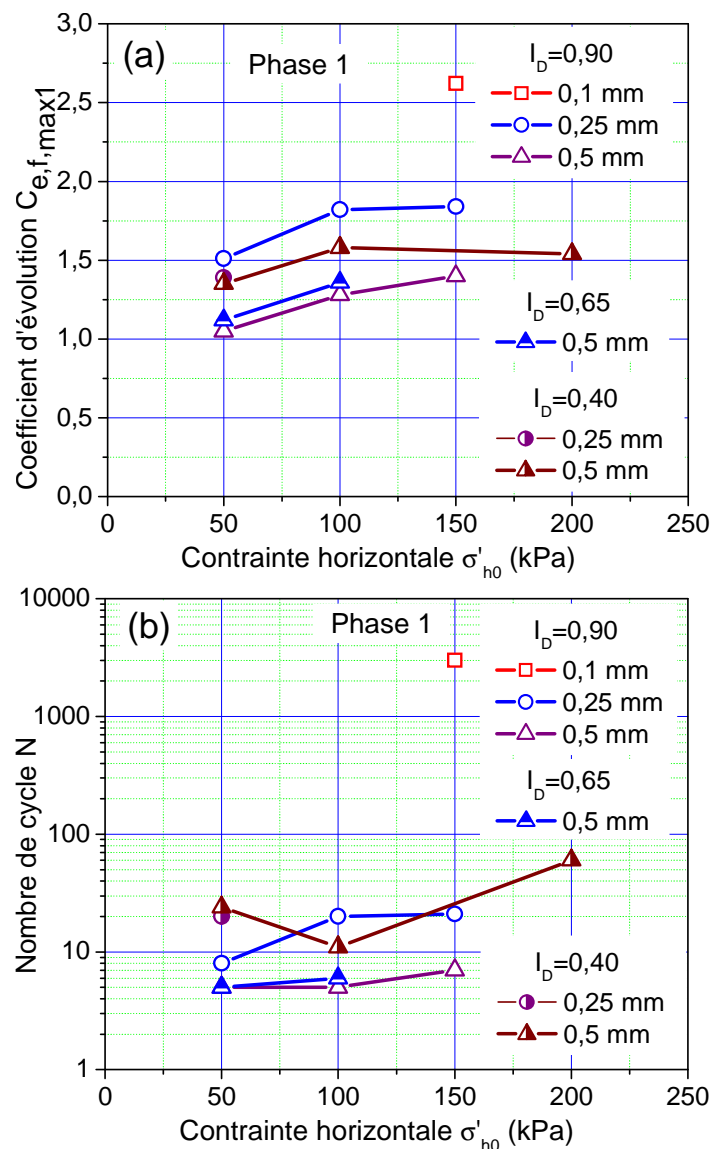 (a)
Phase 1
I_D=0,90
0,1 mm
0,25 mm
0,5 mm
I_D=0,65
0,5 mm
I_D=0,40
0,25 mm
0,5 mm
Coefficient d'évolution C_e,f,max1
3,0
2,5
2,0
1,5
1,0
0,5
0,0
0 50 100 150 200 250
Contrainte horizontale σ'_h0 (kPa)
(b)
Phase 1
I_D=0,90
0,1 mm
0,25 mm
0,5 mm
I_D=0,65
0,5 mm
I_D=0,40
0,25 mm
0,5 mm
Nombre de cycle N
10000
1000
100
10
1
0 50 100 150 200 250
Contrainte horizontale σ'_h0 (kPa)